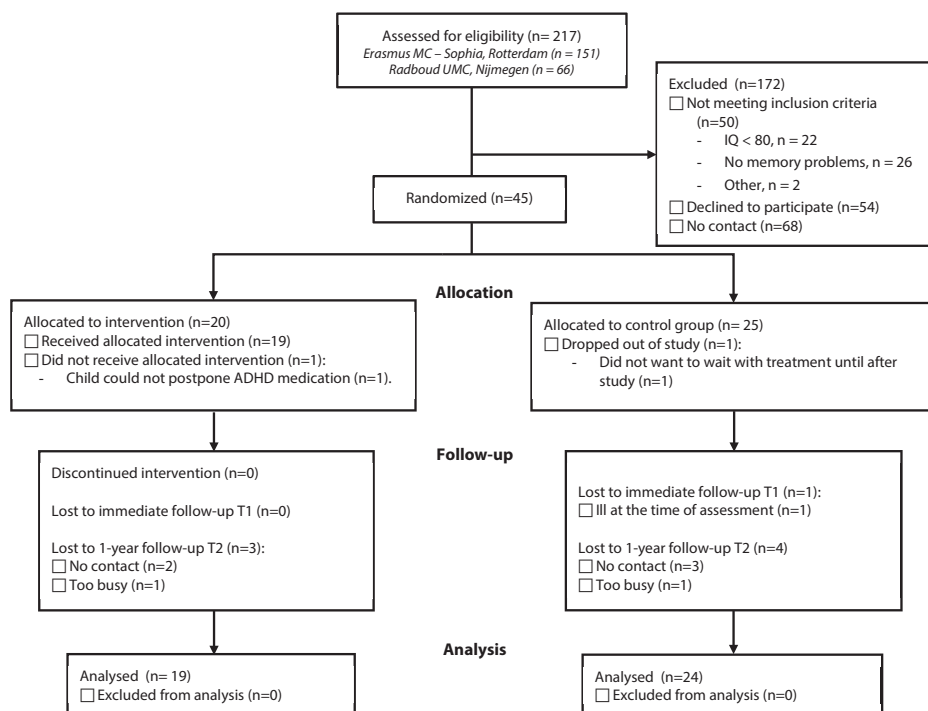 Assessed for eligibility (n= 217)
Erasmus MC – Sophia, Rotterdam (n = 151)
Radboud UMC, Nijmegen (n = 66)
Excluded (n=172)
☐ Not meeting inclusion criteria
(n=50)
- IQ < 80, n = 22
- No memory problems, n = 26
- Other, n = 2
☐ Declined to participate (n=54)
☐ No contact (n=68)
Randomized (n=45)
Allocation
Allocated to intervention (n=20)
☐ Received allocated intervention (n=19)
☐ Did not receive allocated intervention (n=1):
- Child could not postpone ADHD medication (n=1).
Allocated to control group (n= 25)
☐ Dropped out of study (n=1):
- Did not want to wait with treatment until after
study (n=1)
Follow-up
Discontinued intervention (n=0)
Lost to immediate follow-up T1 (n=0)
Lost to 1-year follow-up T2 (n=3):
☐ No contact (n=2)
☐ Too busy (n=1)
Lost to immediate follow-up T1 (n=1):
☐ Ill at the time of assessment (n=1)
Lost to 1-year follow-up T2 (n=4)
☐ No contact (n=3)
☐ Too busy (n=1)
Analysis
Analysed (n= 19)
☐ Excluded from analysis (n=0)
Analysed (n=24)
☐ Excluded from analysis (n=0)